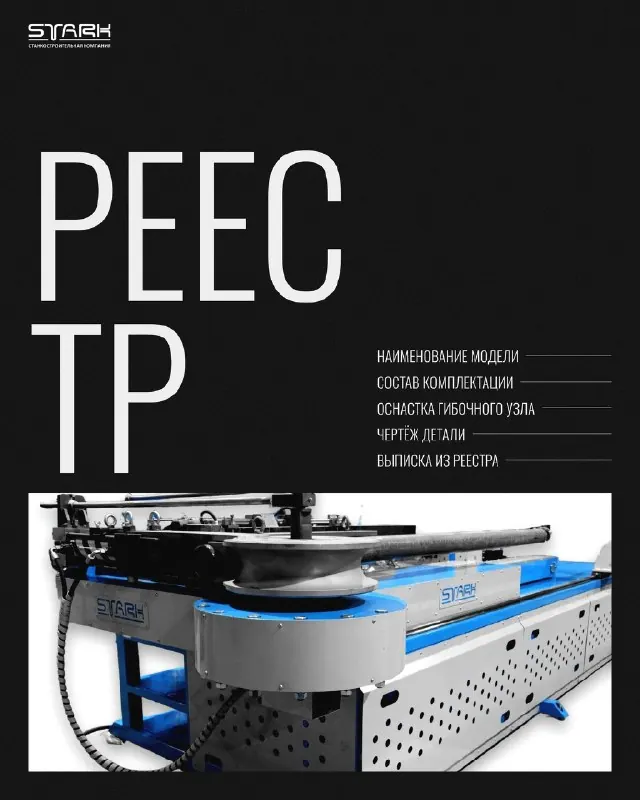 STARK
СТАНКОСТРОИТЕЛЬНАЯ КОМПАНИЯ
РЕЕС
ТР
НАИМЕНОВАНИЕ МОДЕЛИ
СОСТАВ КОМПЛЕКТАЦИИ
ОСНАСТКА ГИБОЧНОГО УЗЛА
ЧЕРТЁЖ ДЕТАЛИ
ВЫПИСКА ИЗ РЕЕСТРА
STARK
STARK